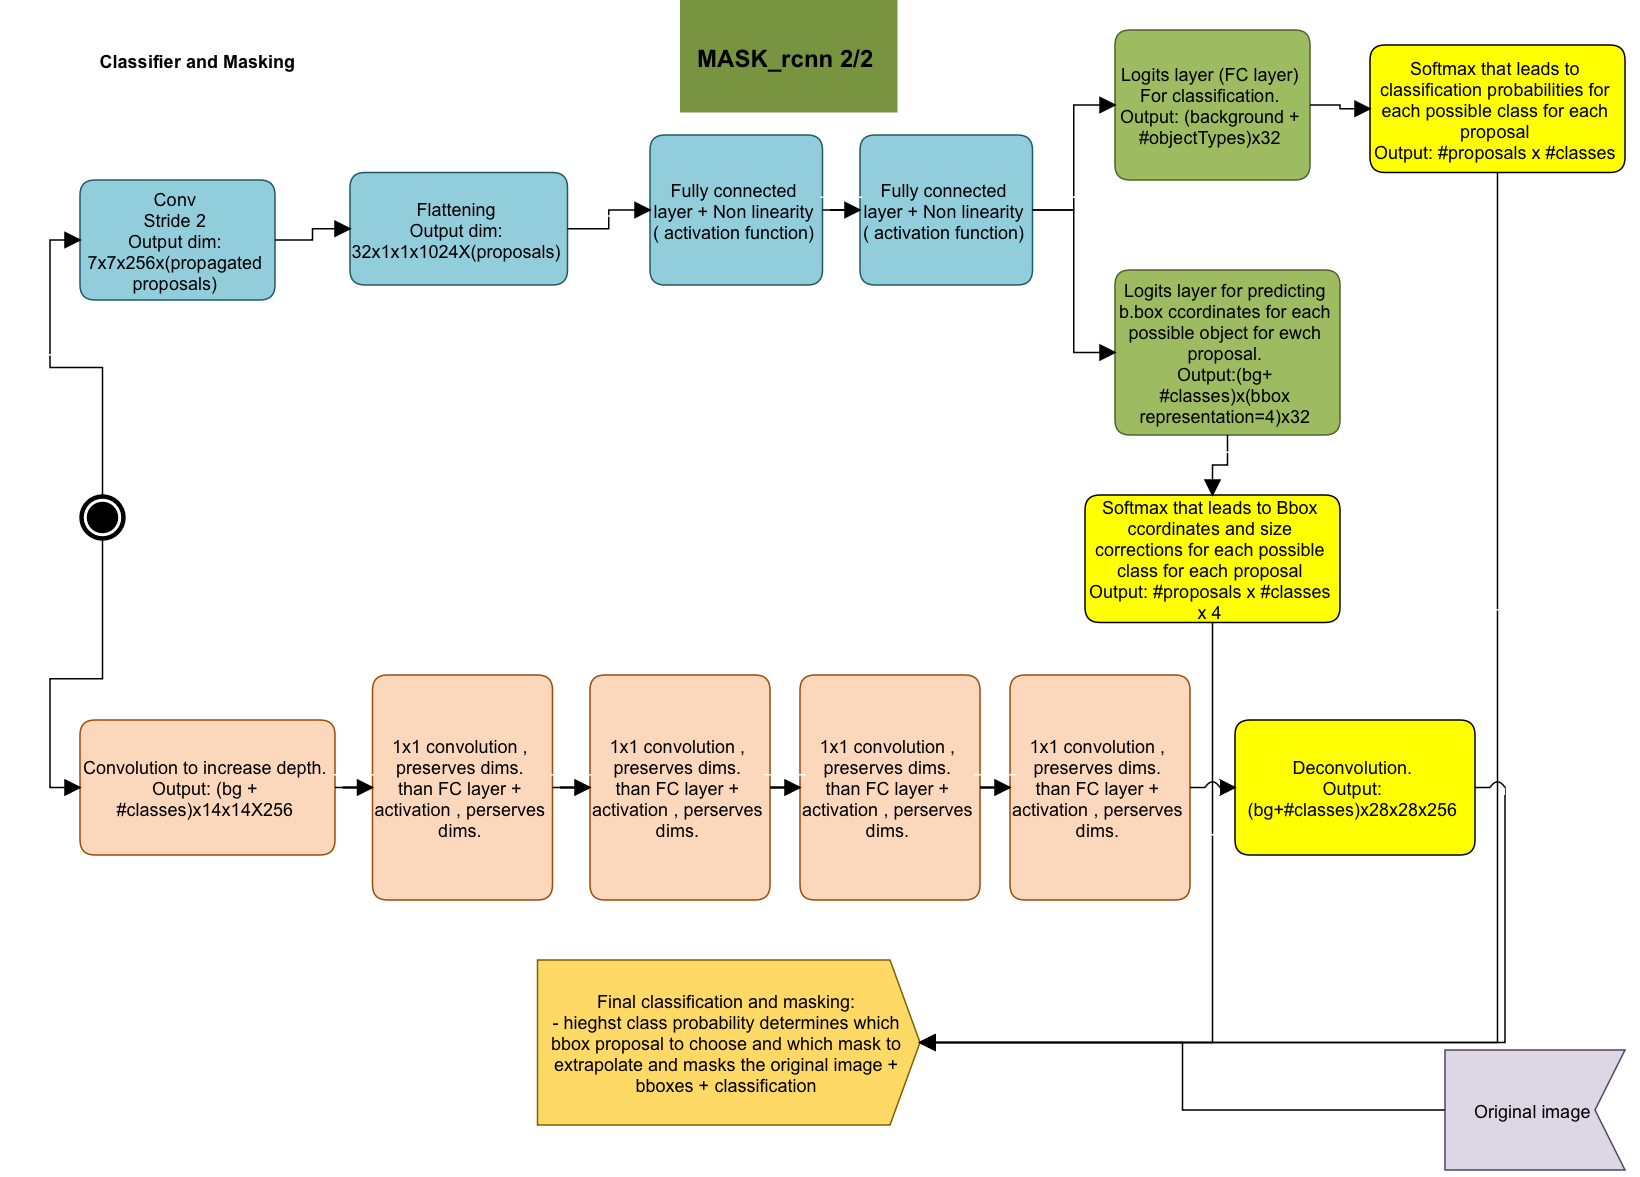 MASK_rcnn 2/2
Classifier and Masking
Conv
Stride 2
Output dim:
7x7x256x(propagated
proposals)
Flattening
Output dim:
32x1x1x1024X(proposals)
Fully connected
layer + Non linearity
( activation function)
Fully connected
layer + Non linearity
( activation function)
Logits layer (FC layer)
For classification.
Output: (background +
#objectTypes)x32
Softmax that leads to
classification probabilities for
each possible class for each
proposal
Output: #proposals x #classes
Logits layer for predicting
b.box ccordinates for each
possible object for ewch
proposal.
Output:(bg+
#classes)x(bbox
representation=4)x32
Softmax that leads to Bbox
ccordinates and size
corrections for each possible
class for each proposal
Output: #proposals x #classes
x 4
Convolution to increase depth.
Output: (bg +
#classes)x14x14X256
1x1 convolution ,
preserves dims.
than FC layer +
activation , perserves
dims.
1x1 convolution ,
preserves dims.
than FC layer +
activation , perserves
dims.
1x1 convolution ,
preserves dims.
than FC layer +
activation , perserves
dims.
1x1 convolution ,
preserves dims.
than FC layer +
activation , perserves
dims.
Deconvolution.
Output:
(bg+#classes)x28x28x256
Final classification and masking:
- hieghst class probability determines which
bbox proposal to choose and which mask to
extrapolate and masks the original image +
bboxes + classification
Original image